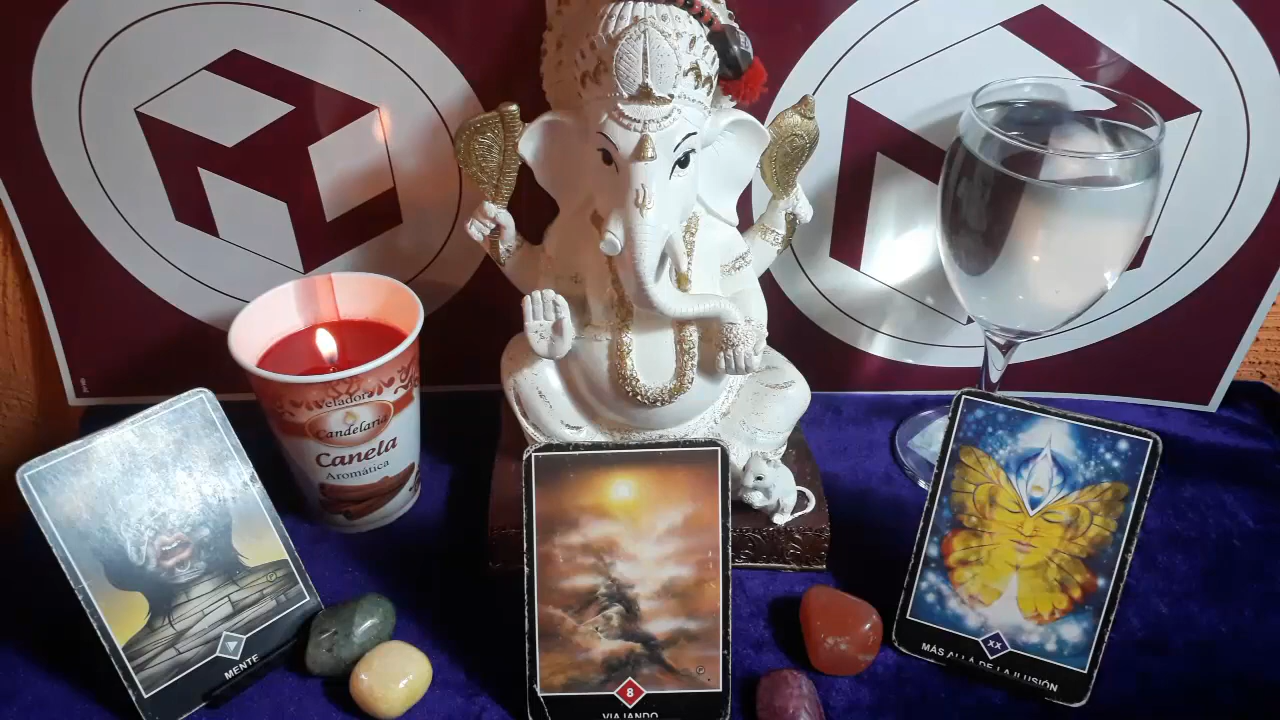 velador
Candelaria
Canela
Aromática
MENTE
8
VIAJANDO
XX
MÁS ALLÁ DE LA ILUSIÓN